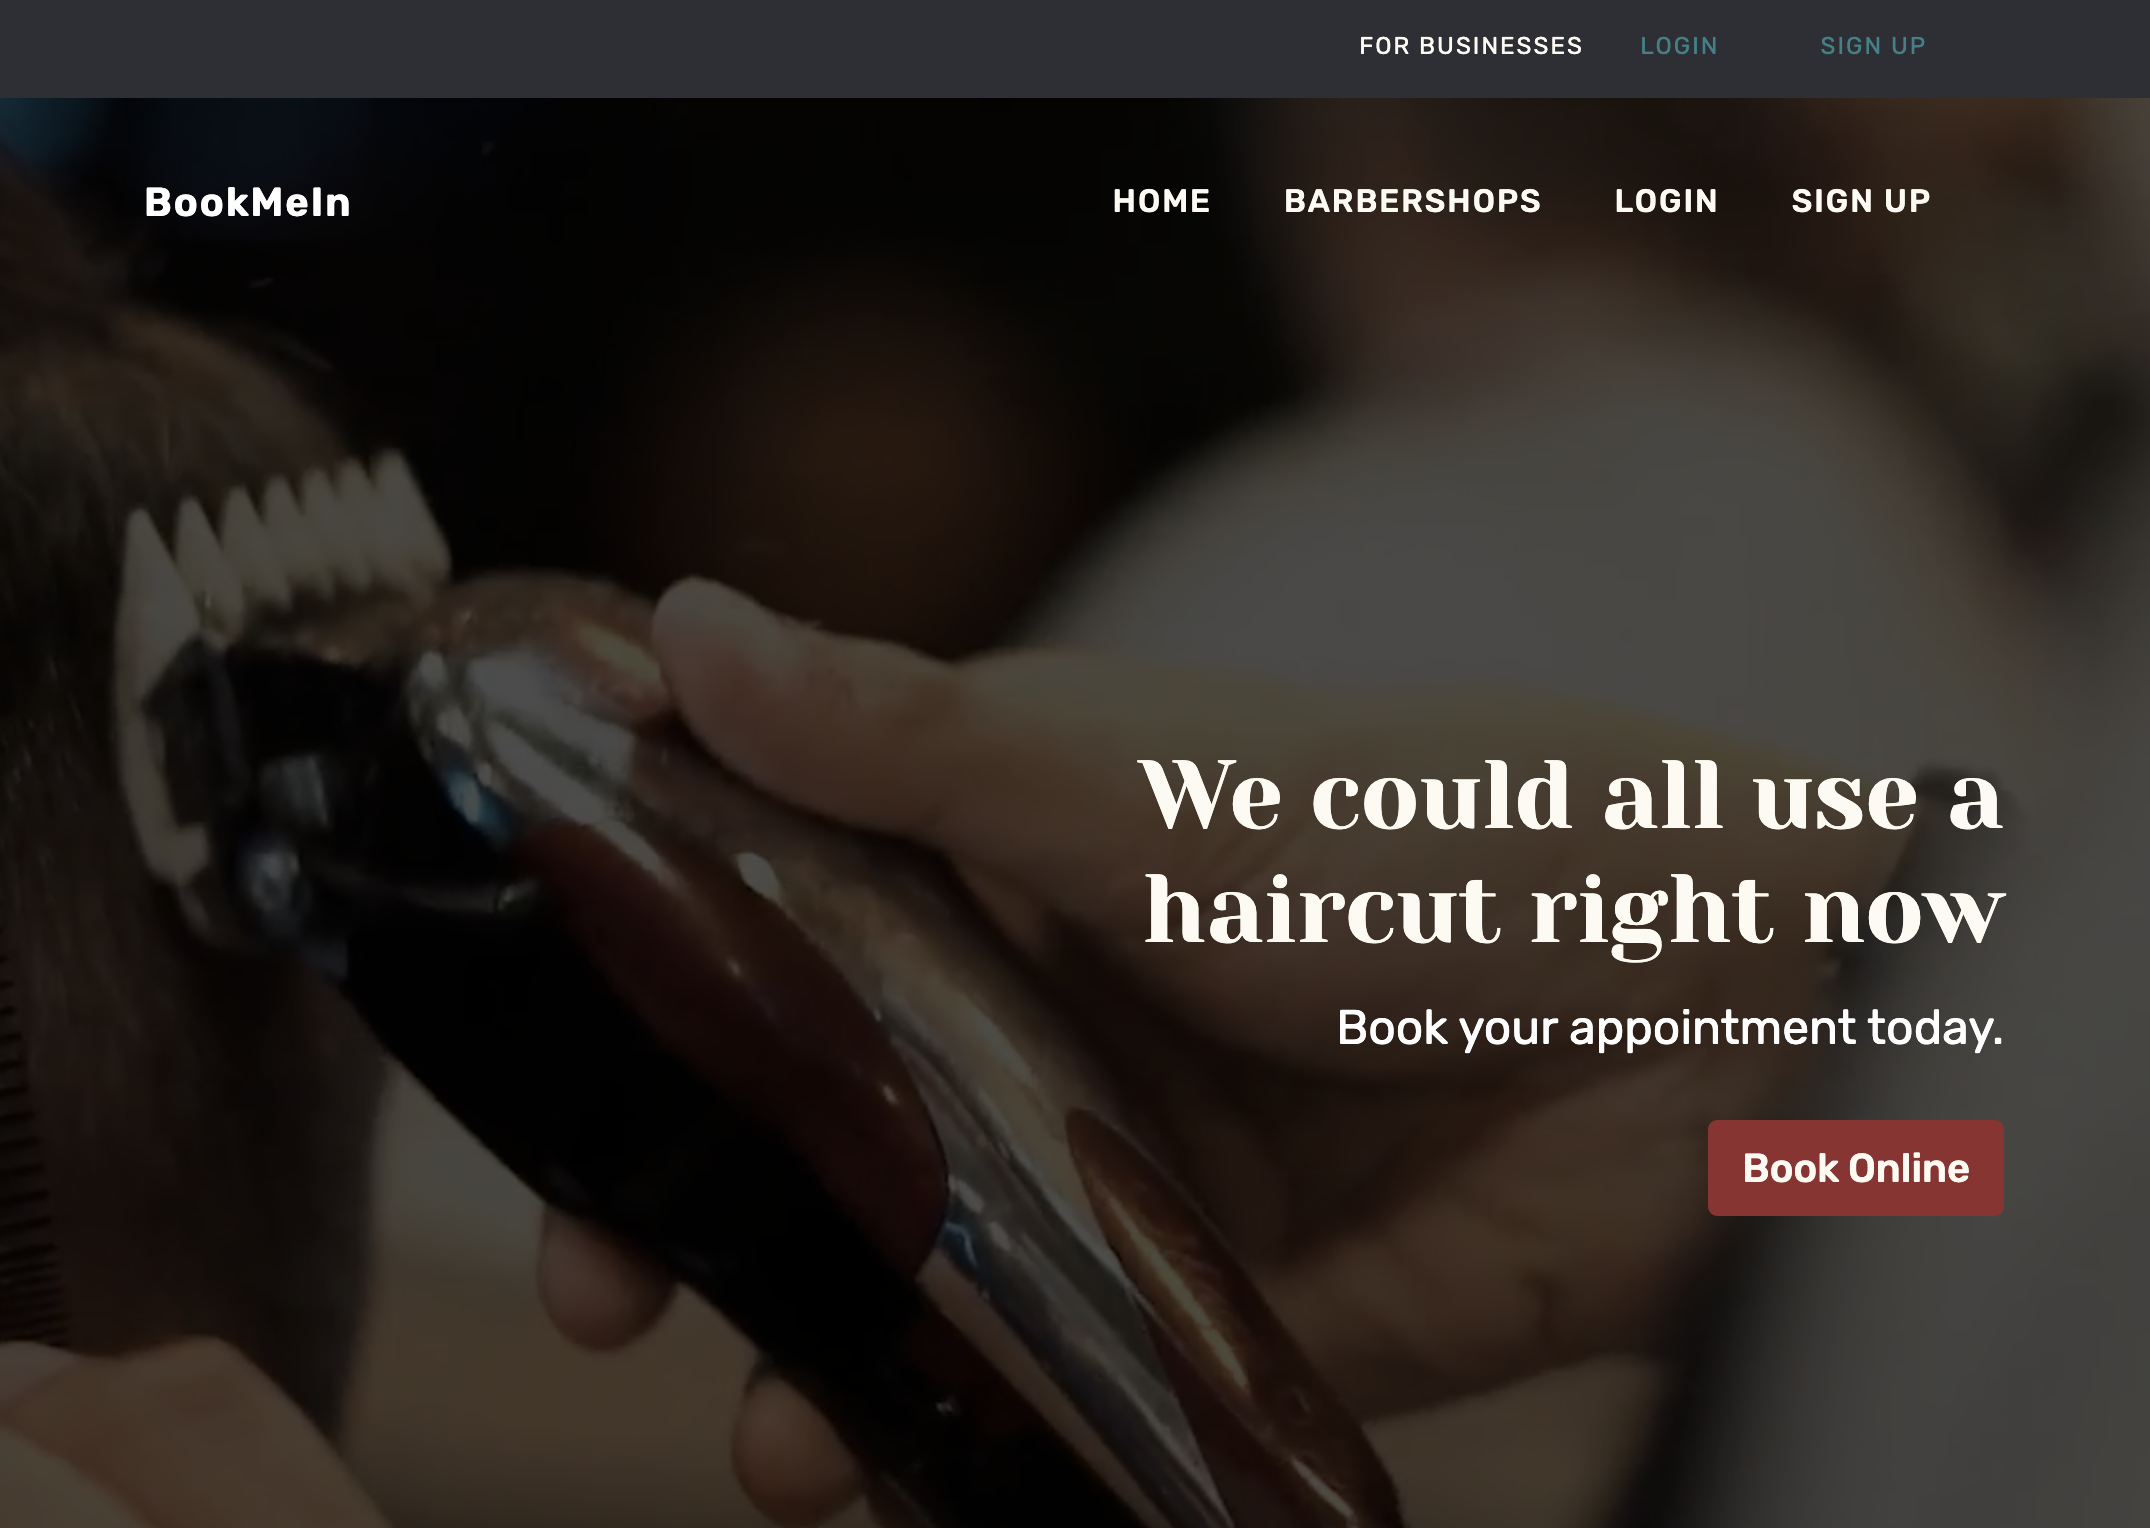 FOR BUSINESSES LOGIN SIGN UP
BookMeIn HOME BARBERSHOPS LOGIN SIGN UP
We could all use a
haircut right now
Book your appointment today.
Book Online